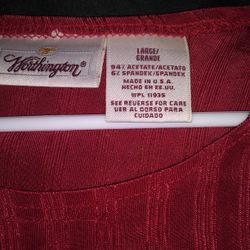 Worthington®
LARGE/
GRANDE
94% ACETATE/ACETATO
6% SPANDEX/SPANDEX
MADE IN U.S.A.
HECHO EN EE.UU.
WPL 11935
SEE REVERSE FOR CARE
VER AL DORSO PARA
CUIDADO